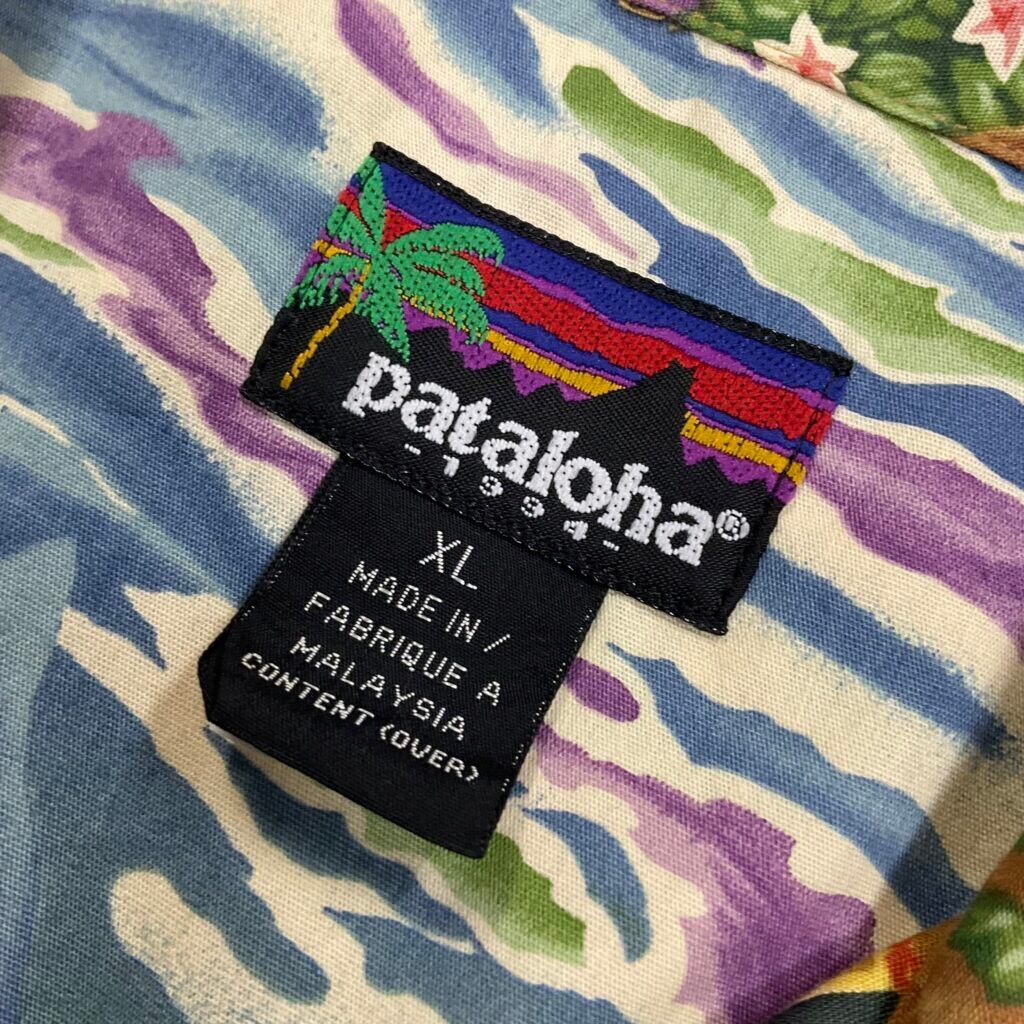 pataloha®
-1994-
XL
MADE IN /
FABRIQUE A
MALAYSIA
CONTENT (OVER)